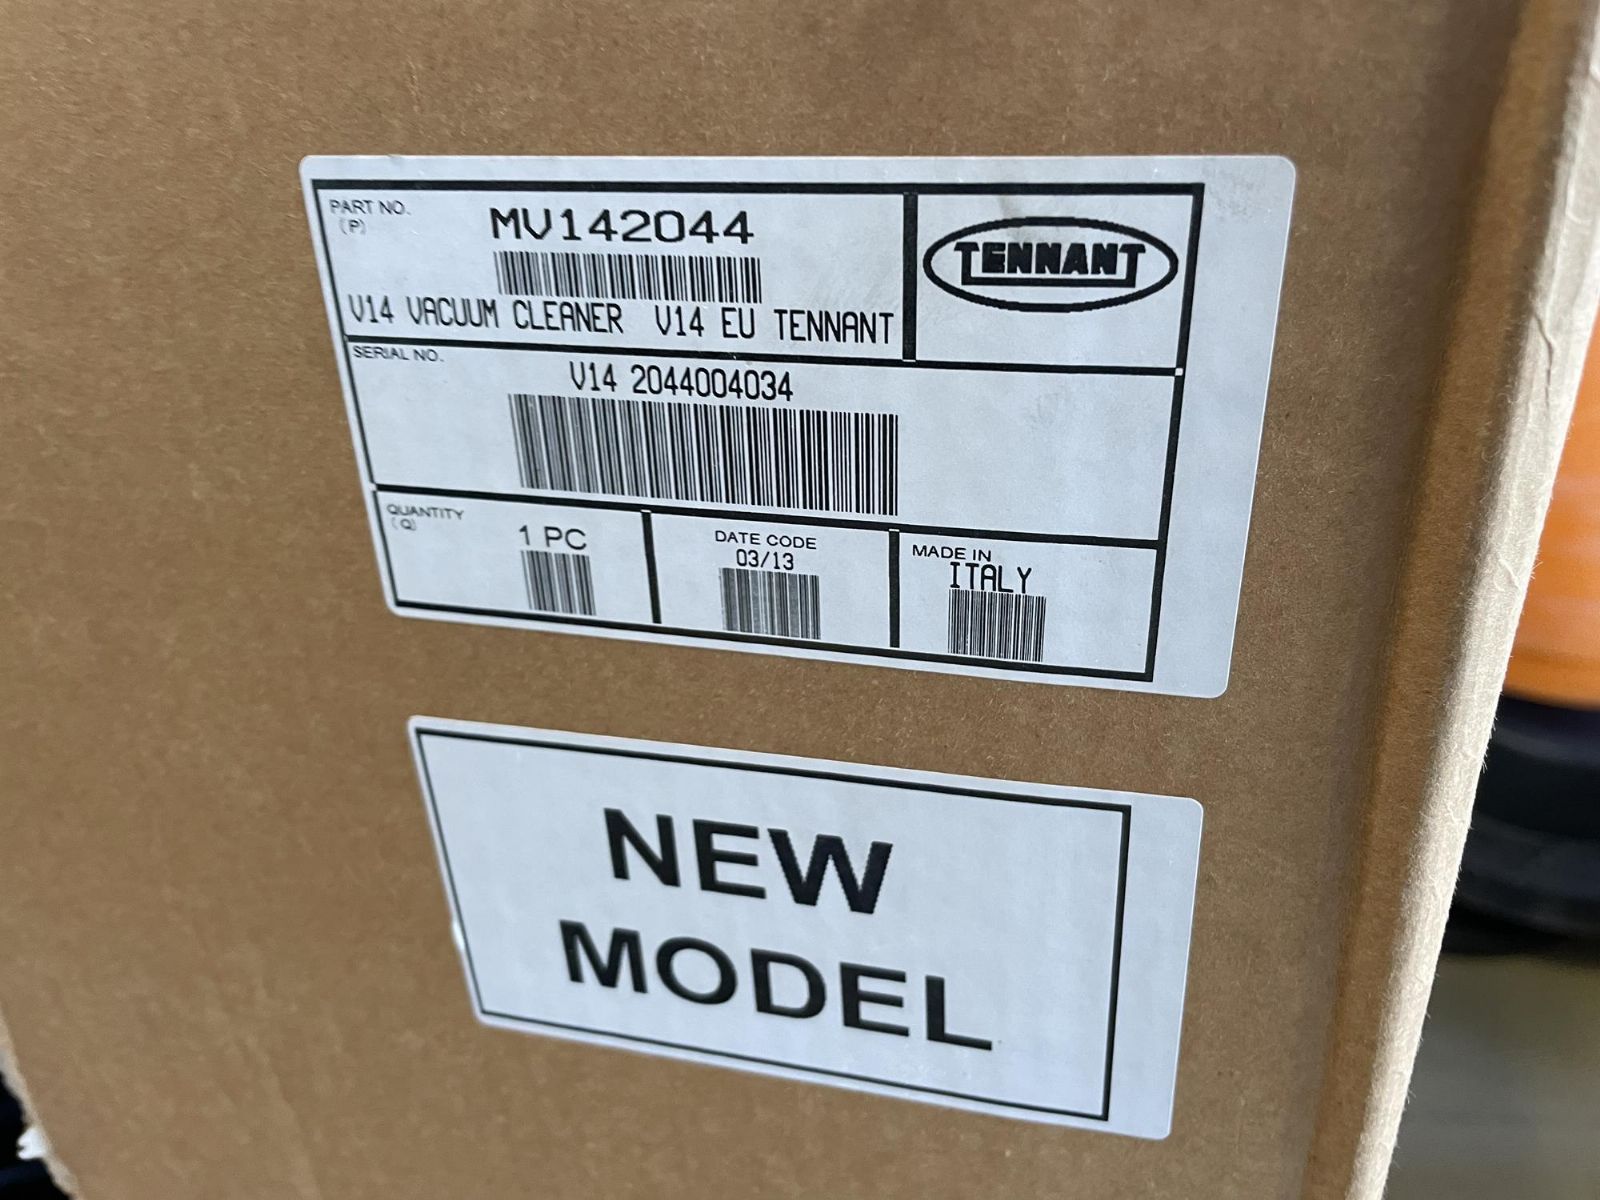 PART NO.
(P)
MV142044
TENNANT
V14 VACUUM CLEANER V14 EU TENNANT
SERIAL NO.
V14 2044004034
QUANTITY
(Q)
1 PC
DATE CODE
03/13
MADE IN
ITALY
NEW
MODEL